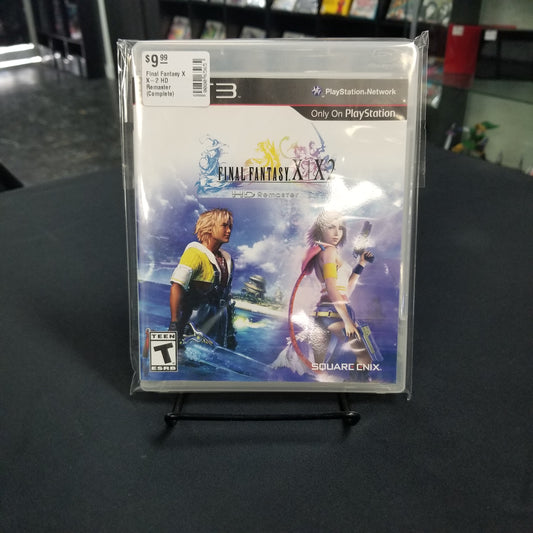 $9.99
Final Fantasy X
X-2 HD
Remaster
(Complete)
3
PlayStation®Network
Only On PlayStation
FINAL FANTASY X|X-2
HD Remaster
TEEN
T
ESRB
SQUARE ENIX